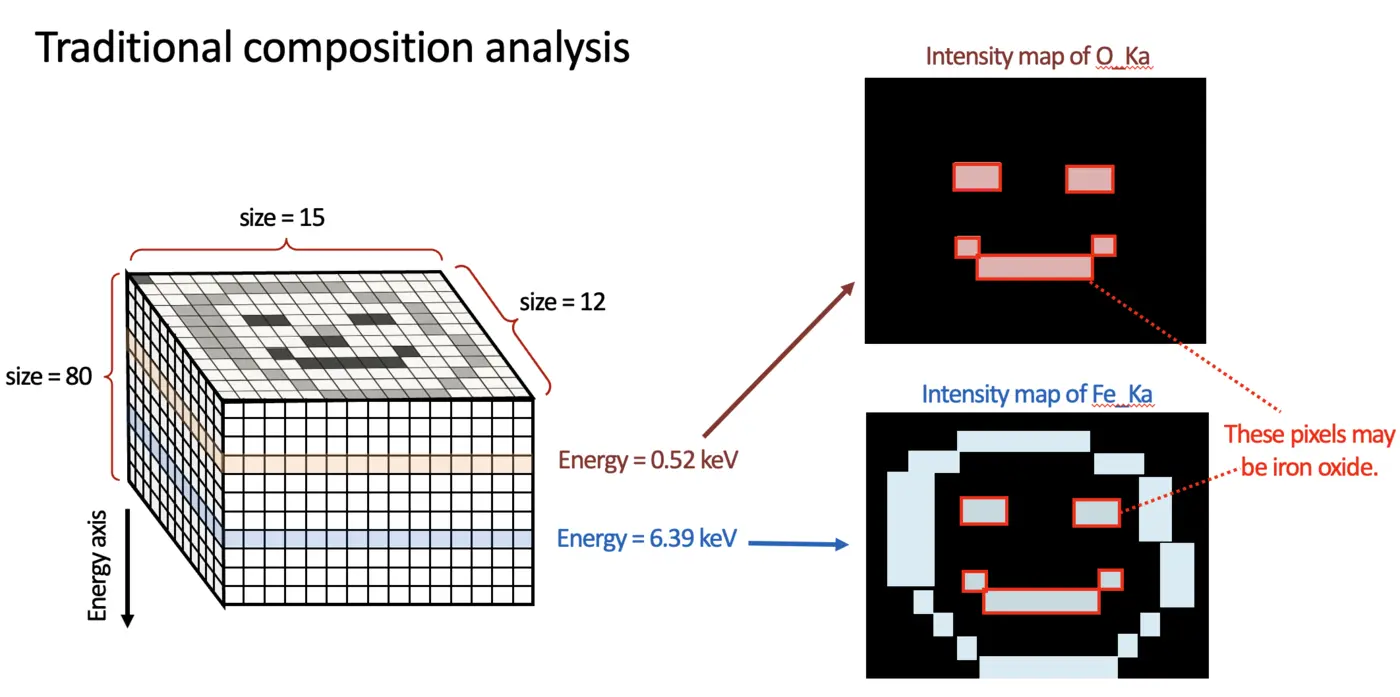 Traditional composition analysis
Intensity map of O_Ka
size = 15
size = 12
size = 80
Energy = 0.52 keV
Intensity map of Fe_Ka
These pixels may
be iron oxide.
Energy = 6.39 keV
Energy axis